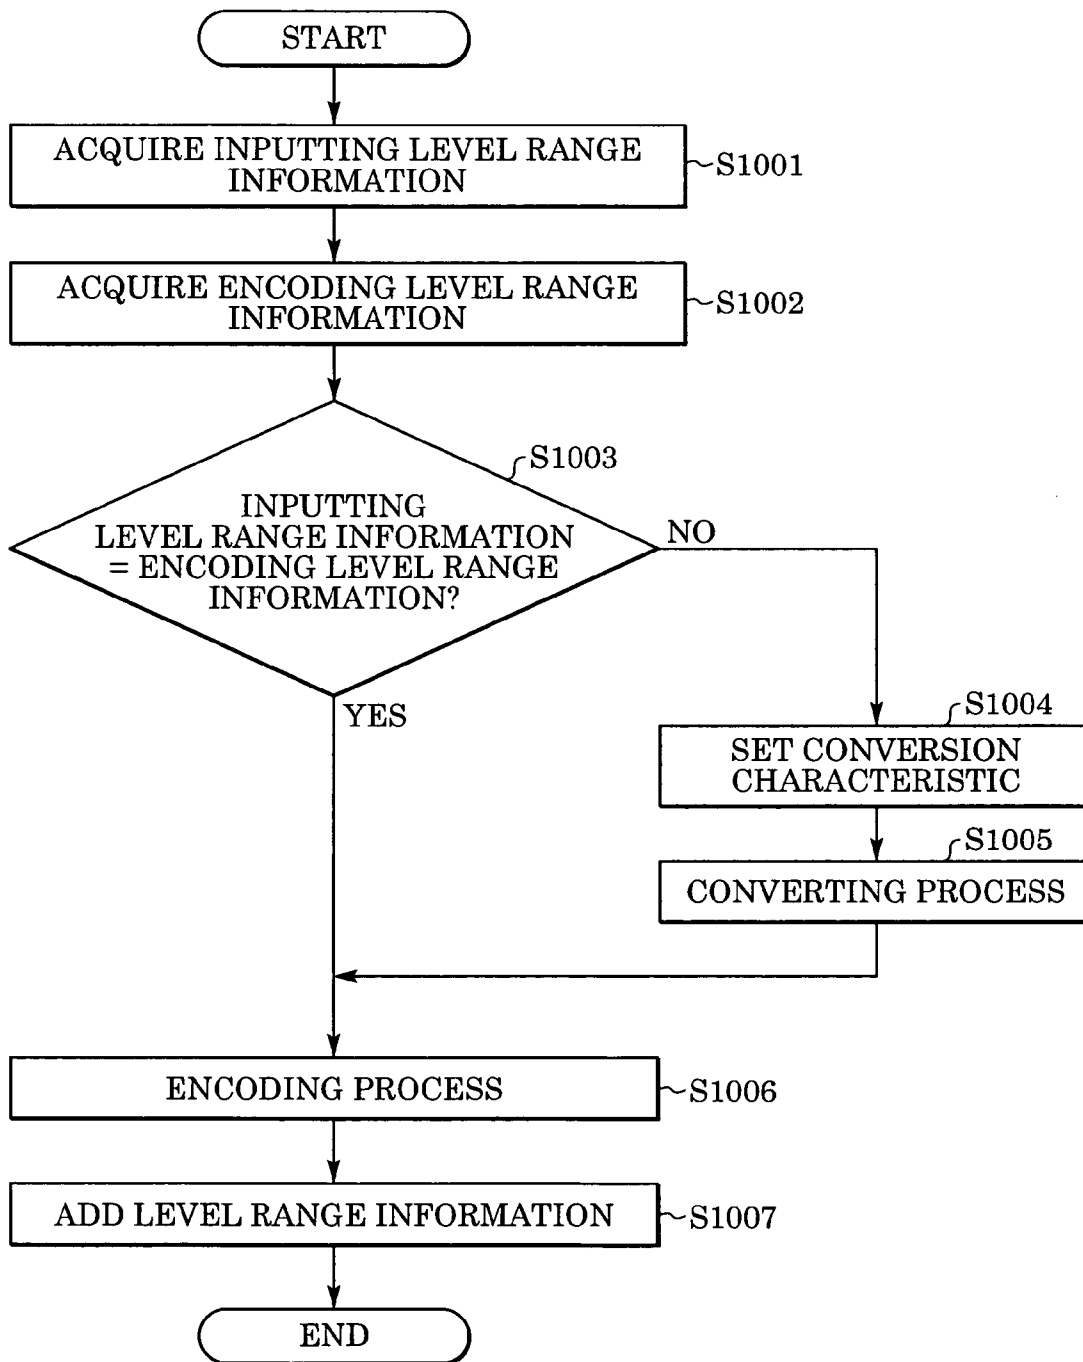 START
ACQUIRE INPUTTING LEVEL RANGE
INFORMATION
S1001
ACQUIRE ENCODING LEVEL RANGE
INFORMATION
S1002
S1003
INPUTTING
LEVEL RANGE INFORMATION
= ENCODING LEVEL RANGE
INFORMATION?
NO
YES
S1004
SET CONVERSION
CHARACTERISTIC
S1005
CONVERTING PROCESS
ENCODING PROCESS
S1006
ADD LEVEL RANGE INFORMATION
S1007
END